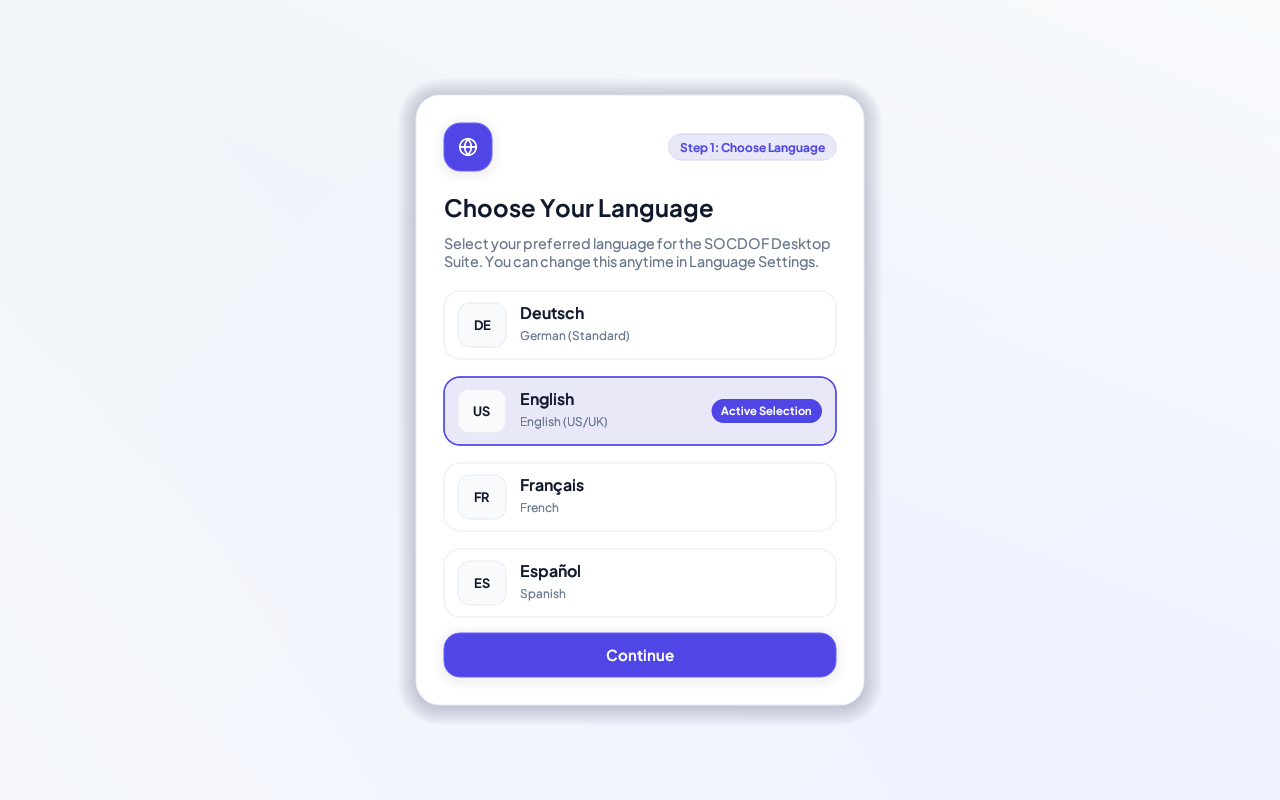 Step 1: Choose Language
Choose Your Language
Select your preferred language for the SOCDOF Desktop
Suite. You can change this anytime in Language Settings.
DE
Deutsch
German (Standard)
US
English
English (US/UK)
Active Selection
FR
Français
French
ES
Español
Spanish
Continue